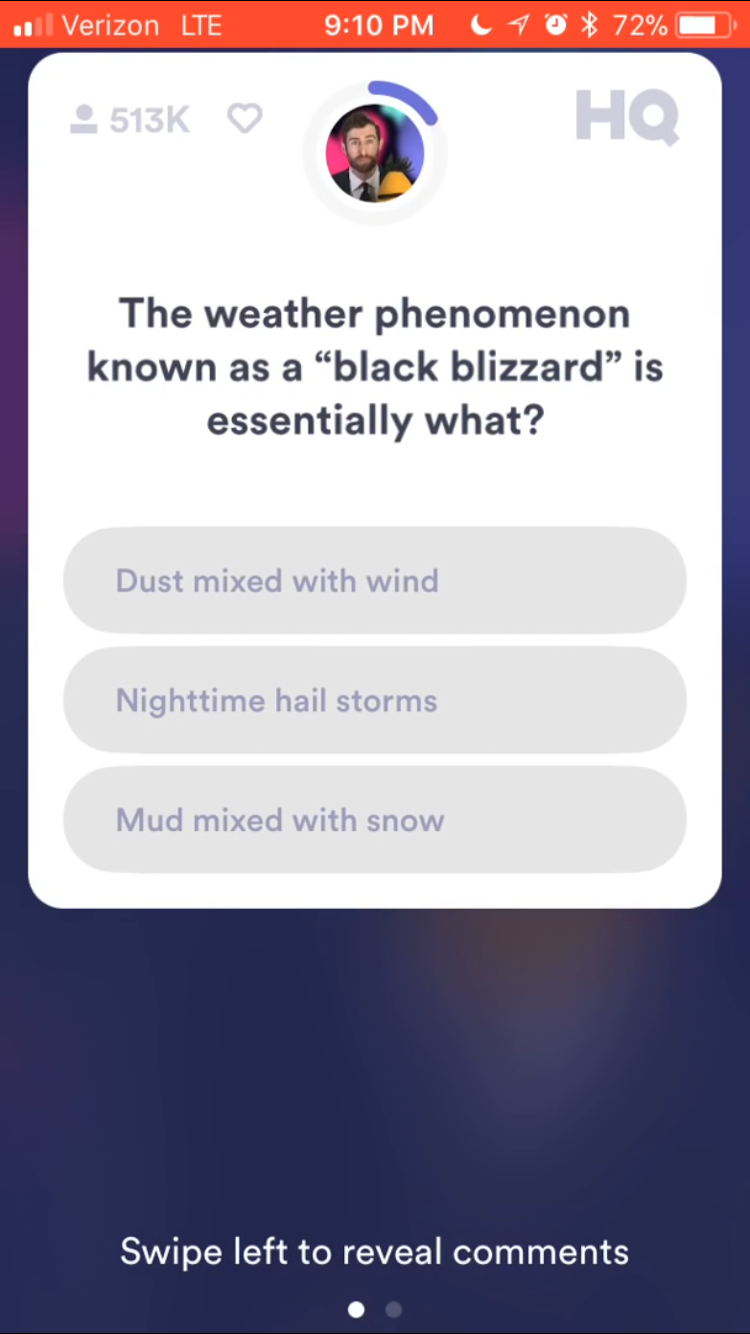 Verizon LTE 9:10 PM 72%
513K HQ
The weather phenomenon
known as a “black blizzard” is
essentially what?
Dust mixed with wind
Nighttime hail storms
Mud mixed with snow
Swipe left to reveal comments